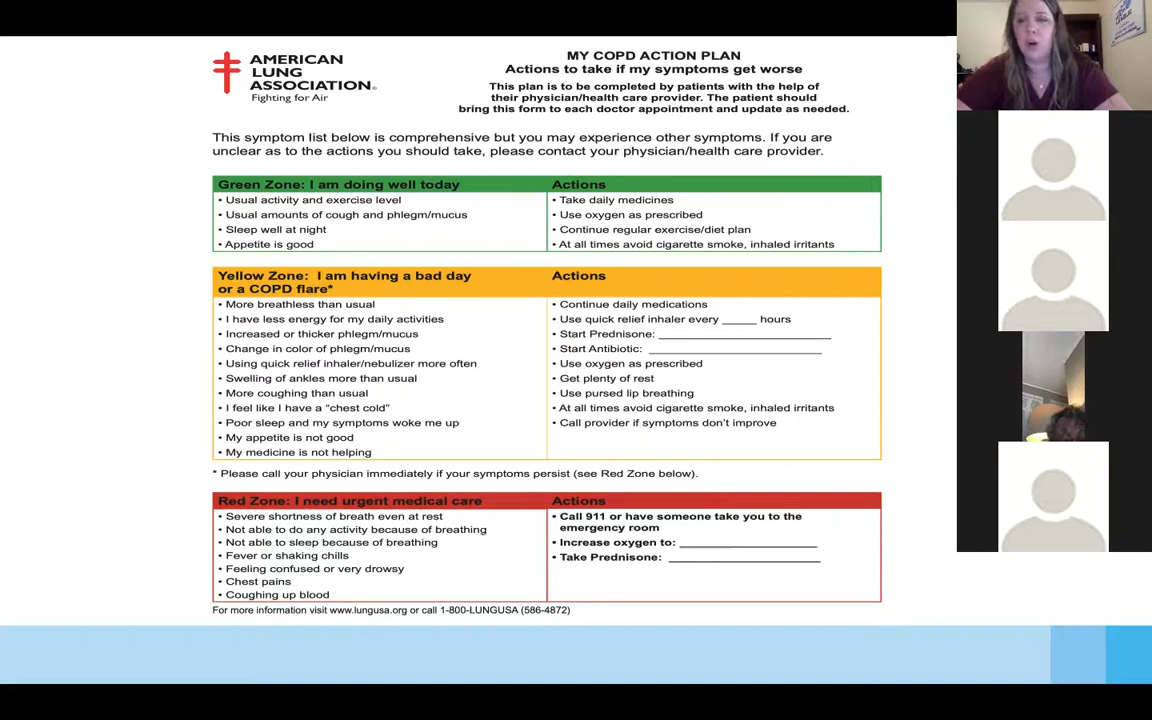 AMERICAN
LUNG
ASSOCIATION®
Fighting for Air
MY COPD ACTION PLAN
Actions to take if my symptoms get worse
This plan is to be completed by patients with the help of
their physician/health care provider. The patient should
bring this form to each doctor appointment and update as needed.
This symptom list below is comprehensive but you may experience other symptoms. If you are
unclear as to the actions you should take, please contact your physician/health care provider.
Green Zone: I am doing well today
• Usual activity and exercise level
• Usual amounts of cough and phlegm/mucus
• Sleep well at night
• Appetite is good
Actions
• Take daily medicines
• Use oxygen as prescribed
• Continue regular exercise/diet plan
• At all times avoid cigarette smoke, inhaled irritants
Yellow Zone: I am having a bad day
or a COPD flare*
• More breathless than usual
• I have less energy for my daily activities
• Increased or thicker phlegm/mucus
• Change in color of phlegm/mucus
• Using quick relief inhaler/nebulizer more often
• Swelling of ankles more than usual
• More coughing than usual
• I feel like I have a “chest cold”
• Poor sleep and my symptoms woke me up
• My appetite is not good
• My medicine is not helping
Actions
• Continue daily medications
• Use quick relief inhaler every _____ hours
• Start Prednisone: _________________________
• Start Antibiotic: _________________________
• Use oxygen as prescribed
• Get plenty of rest
• Use pursed lip breathing
• At all times avoid cigarette smoke, inhaled irritants
• Call provider if symptoms don’t improve
* Please call your physician immediately if your symptoms persist (see Red Zone below).
Red Zone: I need urgent medical care
• Severe shortness of breath even at rest
• Not able to do any activity because of breathing
• Not able to sleep because of breathing
• Fever or shaking chills
• Feeling confused or very drowsy
• Chest pains
• Coughing up blood
Actions
• Call 911 or have someone take you to the
emergency room
• Increase oxygen to: ____________________
• Take Prednisone: ______________________
For more information visit www.lungusa.org or call 1-800-LUNGUSA (586-4872)